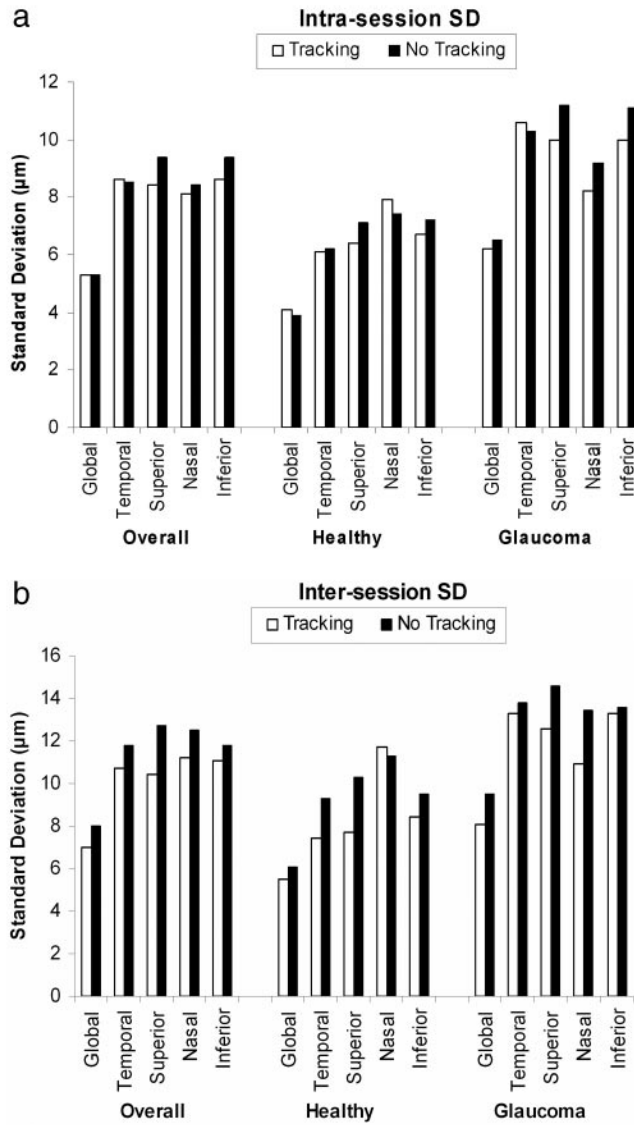 a
Intra-session SD
Tracking No Tracking
12
10
8
6
4
2
0
Standard Deviation (µm)
Global Temporal Superior Nasal Inferior Global Temporal Superior Nasal Inferior Global Temporal Superior Nasal Inferior
Overall Healthy Glaucoma
b
Inter-session SD
Tracking No Tracking
16
14
12
10
8
6
4
2
0
Standard Deviation (µm)
Global Temporal Superior Nasal Inferior Global Temporal Superior Nasal Inferior Global Temporal Superior Nasal Inferior
Overall Healthy Glaucoma